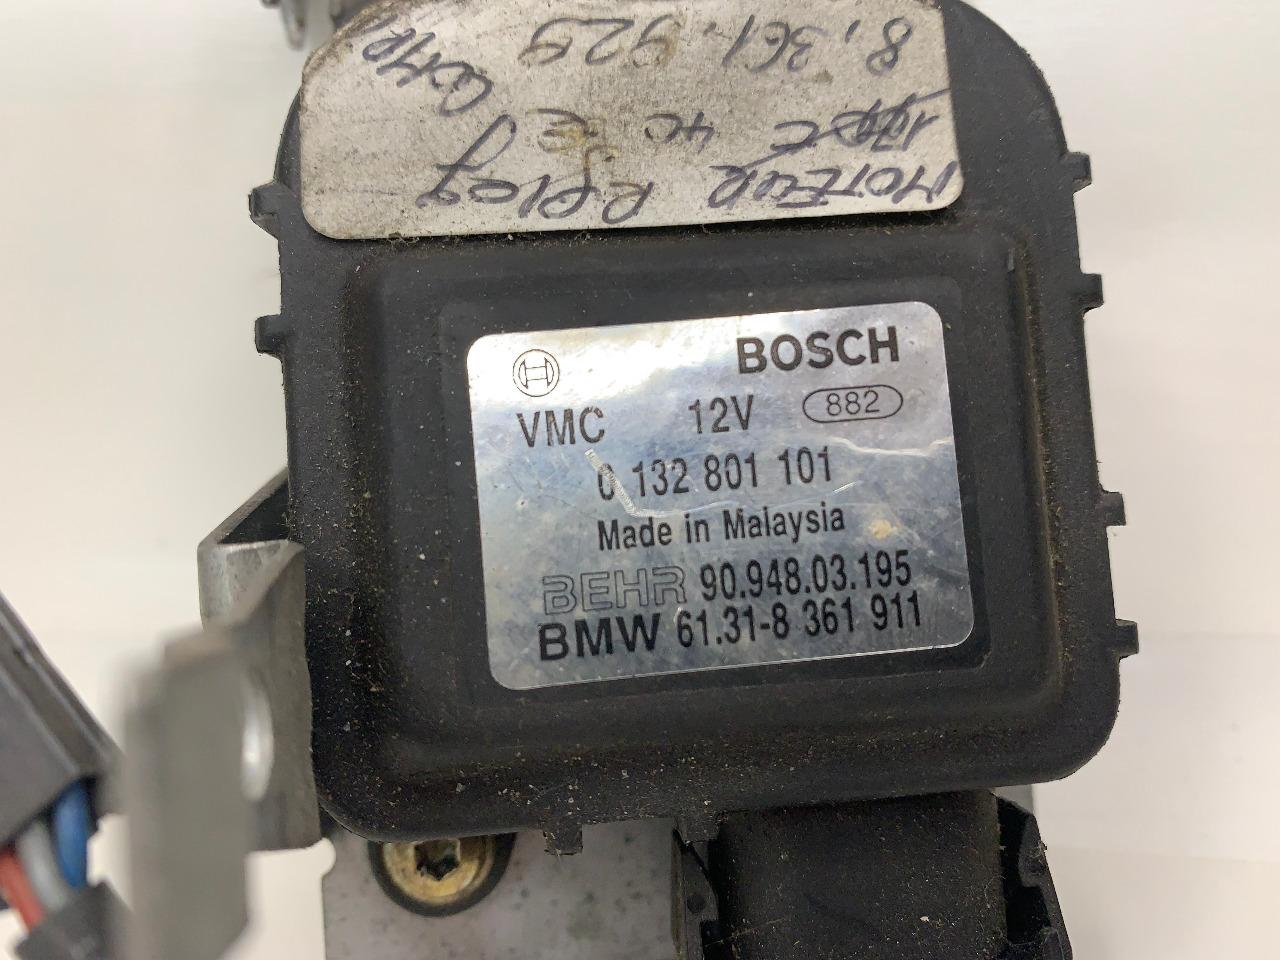 8.361.929
MOTEUR
BOSCH
VMC 12V 882
0 132 801 101
Made in Malaysia
BEHR 90.948.03.195
BMW 61.31-8 361 911